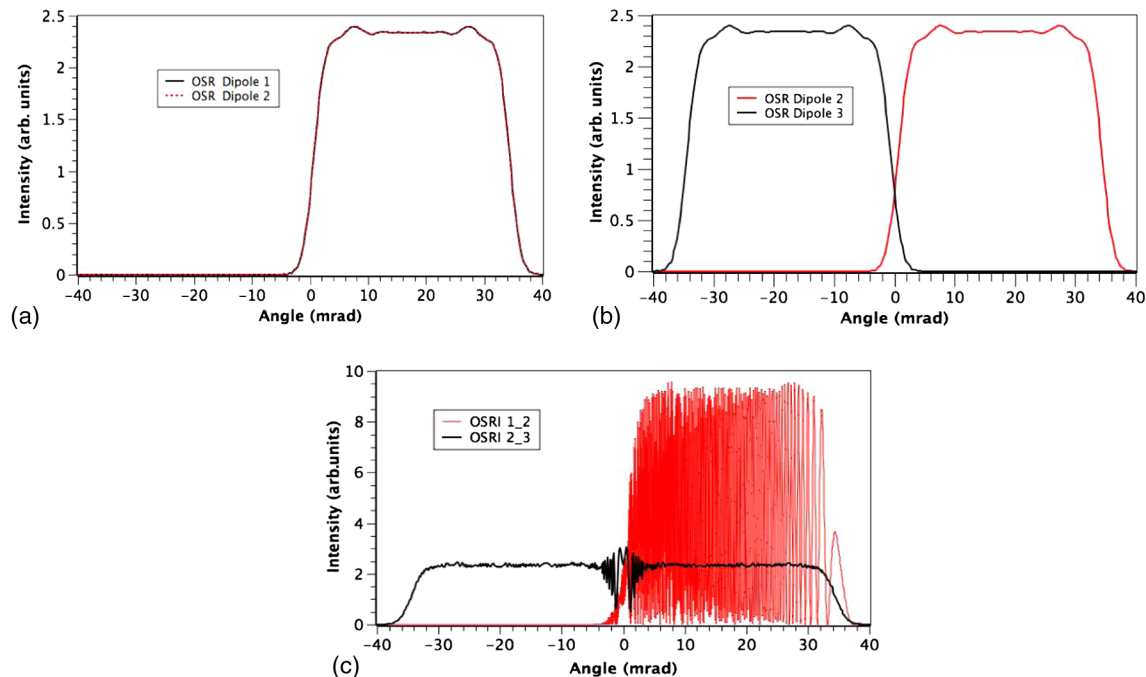 2.5
2
1.5
1
0.5
0
Intensity (arb. units)
OSR Dipole 1
OSR Dipole 2
−40 −30 −20 −10 0 10 20 30 40
Angle (mrad)
(a)
2.5
2
1.5
1
0.5
0
Intensity (arb. units)
OSR Dipole 2
OSR Dipole 3
−40 −30 −20 −10 0 10 20 30 40
Angle (mrad)
(b)
10
8
6
4
2
0
Intensity (arb.units)
OSRI 1_2
OSRI 2_3
−40 −30 −20 −10 0 10 20 30 40
Angle (mrad)
(c)